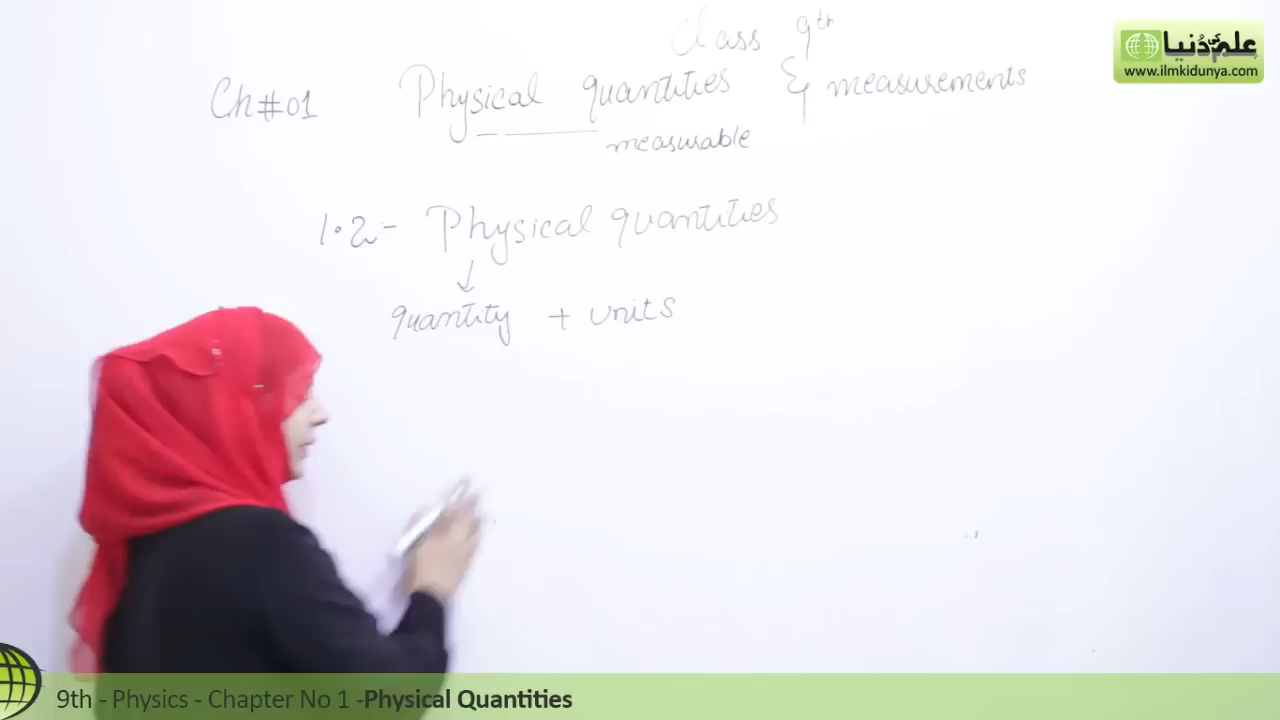 Class 9th
Ch#01 Physical quantities & measurements
measurable
1.2- Physical quantities
↓
quantity + units
علم کی دُنیا
www.ilmkidunya.com
9th - Physics - Chapter No 1 -Physical Quantities